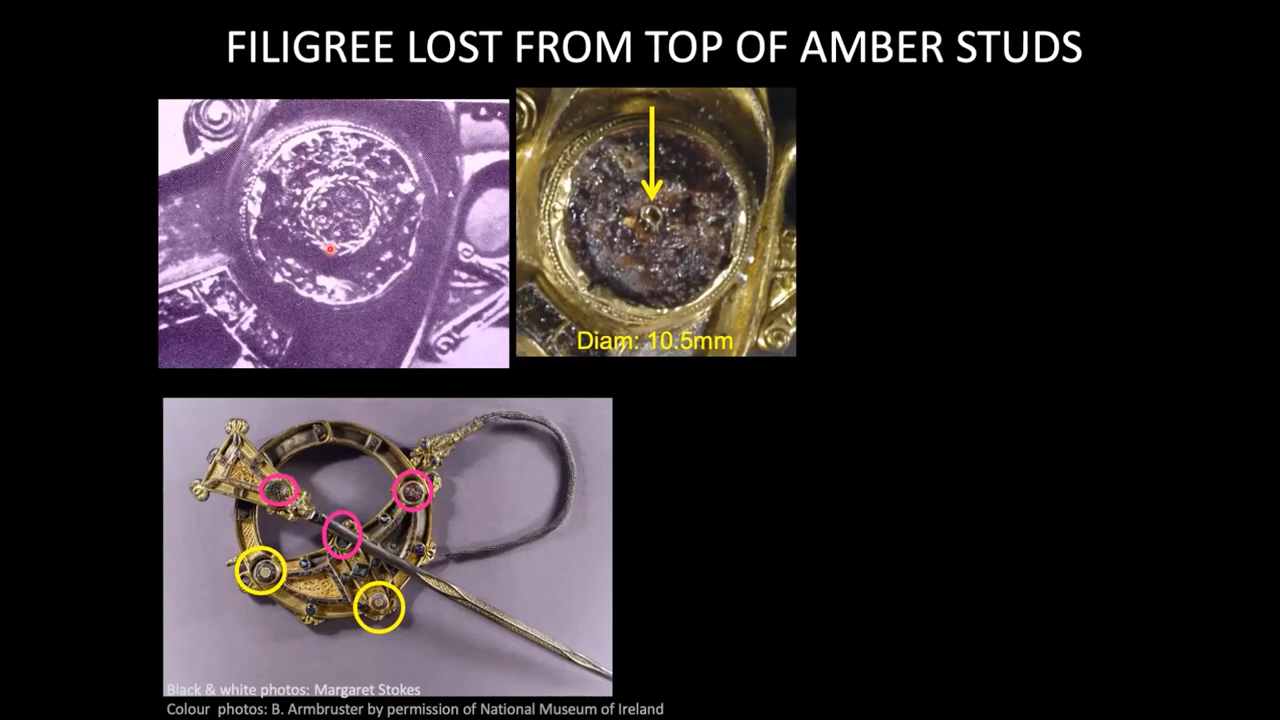 FILIGREE LOST FROM TOP OF AMBER STUDS
Diam: 10.5mm
Black & white photos: Margaret Stokes
Colour photos: B. Armbruster by permission of National Museum of Ireland